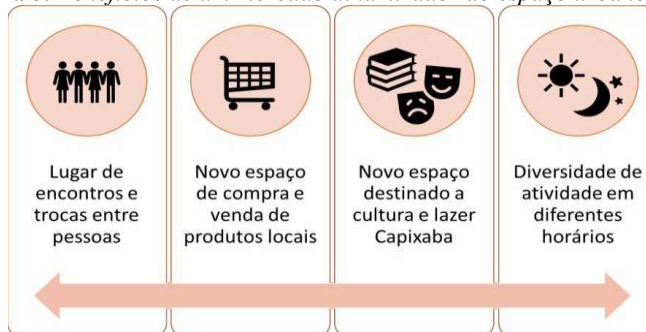 Lugar de
encontros e
trocas entre
pessoas
Novo espaço
de compra e
venda de
produtos locais
Novo espaço
destinado a
cultura e lazer
Capixaba
Diversidade de
atividade em
diferentes
horários